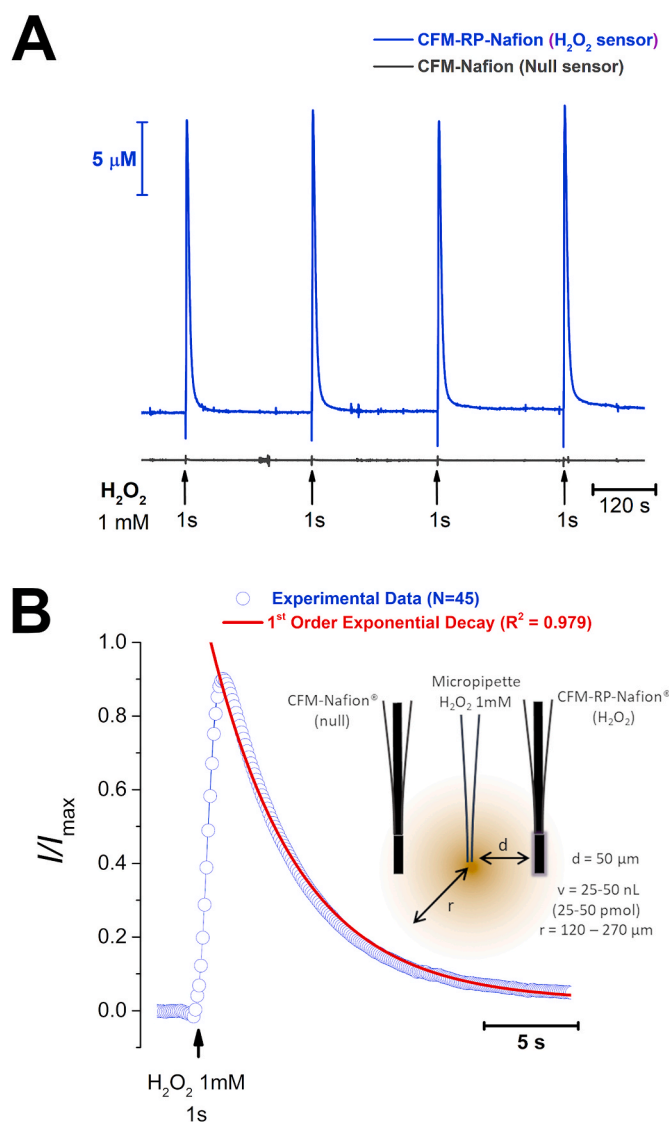 A
CFM-RP-Nafion (H₂O₂ sensor)
CFM-Nafion (Null sensor)
5 μM
H₂O₂
1 mM
1s
1s
1s
1s
120 s
B
Experimental Data (N=45)
1st Order Exponential Decay (R² = 0.979)
1.0
0.8
0.6
0.4
0.2
0.0
I/Imax
CFM-Nafion®
(null)
Micropipette
H₂O₂ 1mM
CFM-RP-Nafion®
(H₂O₂)
d
r
d = 50 μm
v = 25-50 nL
(25-50 pmol)
r = 120 – 270 μm
5 s
H₂O₂ 1mM
1s